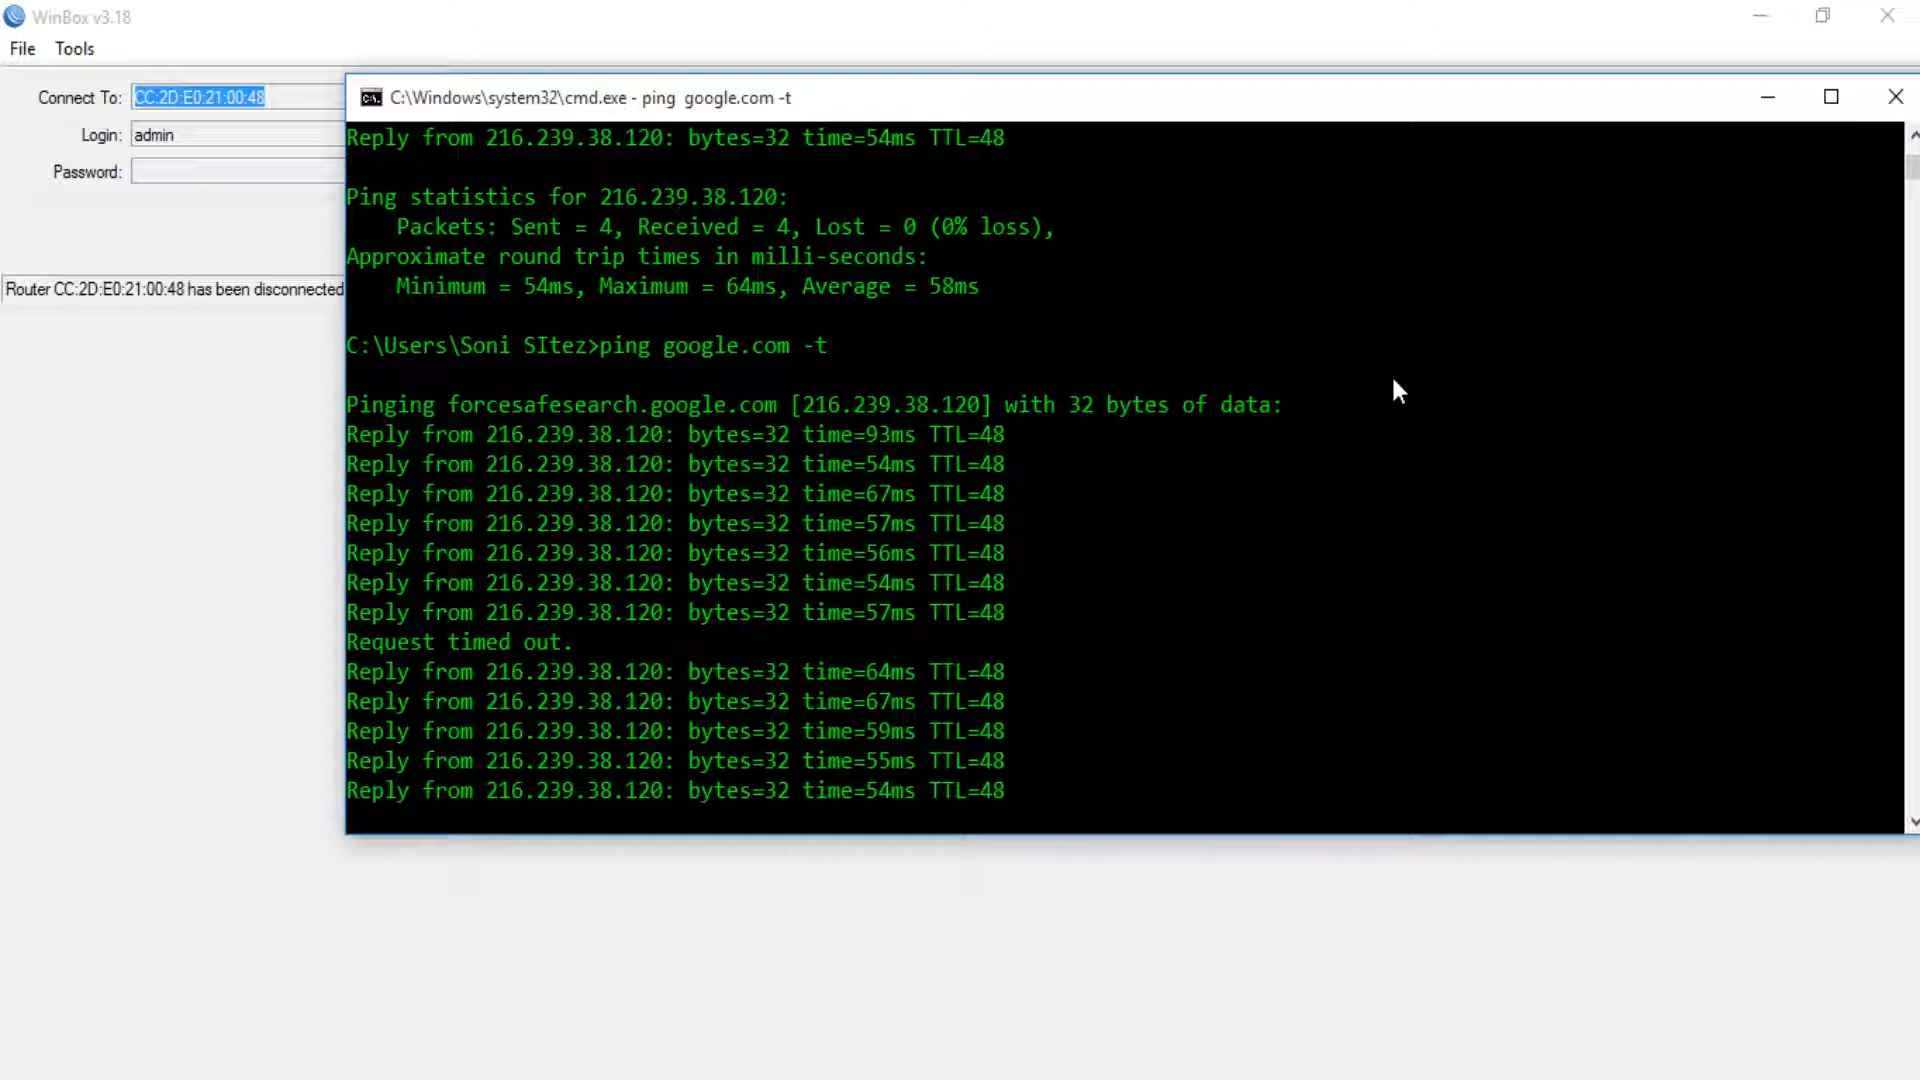 WinBox v3.18
File Tools
Connect To: CC:2D:E0:21:00:48
Login: admin
Password:
Router CC:2D:E0:21:00:48 has been disconnected
C:\Windows\system32\cmd.exe - ping  google.com -t
Reply from 216.239.38.120: bytes=32 time=54ms TTL=48
Ping statistics for 216.239.38.120:
    Packets: Sent = 4, Received = 4, Lost = 0 (0% loss),
Approximate round trip times in milli-seconds:
    Minimum = 54ms, Maximum = 64ms, Average = 58ms
C:\Users\Soni SItez>ping google.com -t
Pinging forcesafesearch.google.com [216.239.38.120] with 32 bytes of data:
Reply from 216.239.38.120: bytes=32 time=93ms TTL=48
Reply from 216.239.38.120: bytes=32 time=54ms TTL=48
Reply from 216.239.38.120: bytes=32 time=67ms TTL=48
Reply from 216.239.38.120: bytes=32 time=57ms TTL=48
Reply from 216.239.38.120: bytes=32 time=56ms TTL=48
Reply from 216.239.38.120: bytes=32 time=54ms TTL=48
Reply from 216.239.38.120: bytes=32 time=57ms TTL=48
Request timed out.
Reply from 216.239.38.120: bytes=32 time=64ms TTL=48
Reply from 216.239.38.120: bytes=32 time=67ms TTL=48
Reply from 216.239.38.120: bytes=32 time=59ms TTL=48
Reply from 216.239.38.120: bytes=32 time=55ms TTL=48
Reply from 216.239.38.120: bytes=32 time=54ms TTL=48